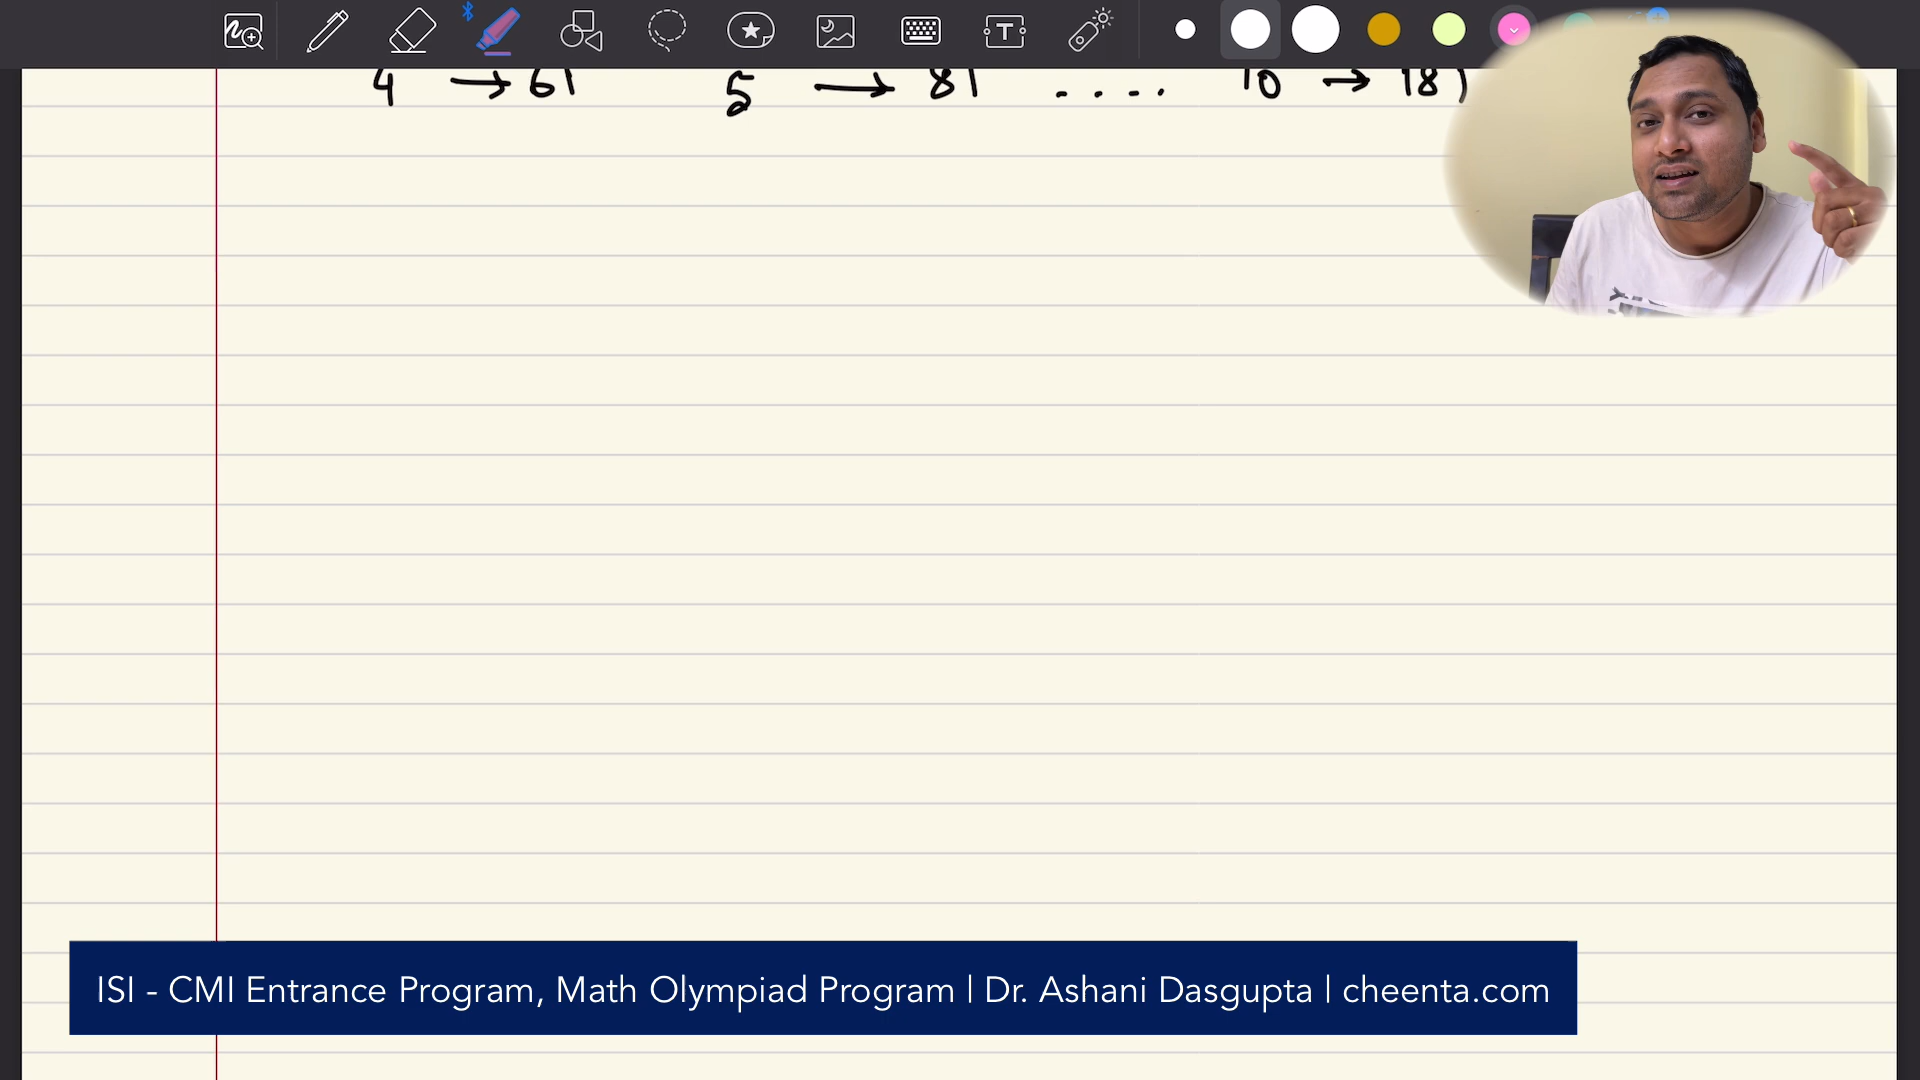 4 → 61 5 → 81 .... 10 → 181
ISI - CMI Entrance Program, Math Olympiad Program | Dr. Ashani Dasgupta | cheenta.com